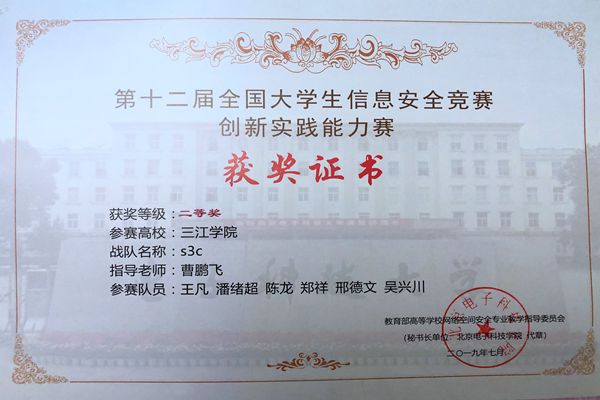 第十二届全国大学生信息安全竞赛
创新实践能力赛
获奖证书
获奖等级：二等奖
参赛高校：三江学院
战队名称：s3c
指导老师：曹鹏飞
参赛队员：王凡 潘绪超 陈龙 郑祥 邢德文 吴兴川
教育部高等学校网络空间安全专业教学指导委员会
（秘书长单位：北京电子科技学院 代章）
二〇一九年七月